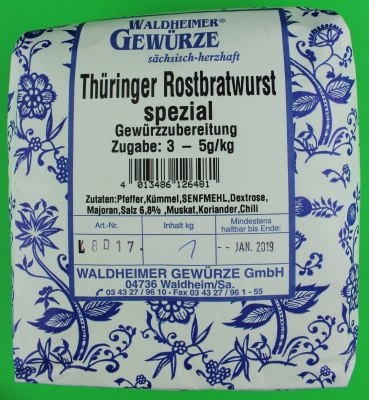 WALDHEIMER®
GEWÜRZE
sächsisch-herzhaft
Thüringer Rostbratwurst
spezial
Gewürzzubereitung
Zugabe: 3 – 5g/kg
4 013486 126481
Zutaten:Pfeffer,Kümmel,SENFMEHL,Dextrose,
Majoran,Salz 6,8% ,Muskat,Koriander,Chili
Art.-Nr. Inhalt kg Mindestens
haltbar bis Ende:
L 8D17. 1 -- JAN. 2019
WALDHEIMER GEWÜRZE GmbH
04736 Waldheim/Sa.
✆ 03 43 27 / 96 10 • Fax 03 43 27 / 96 1 - 55